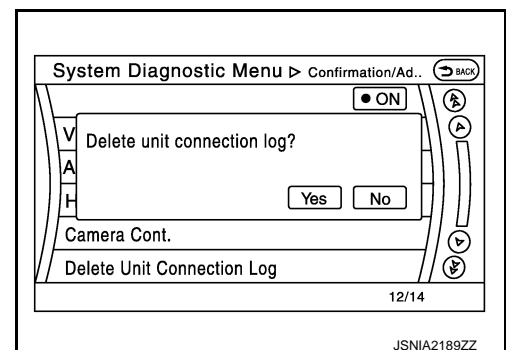 System Diagnostic Menu ▷ Confirmation/Ad..
BACK
● ON
V
Delete unit connection log?
A
H
Yes No
Camera Cont.
Delete Unit Connection Log
12/14
JSNIA2189ZZ